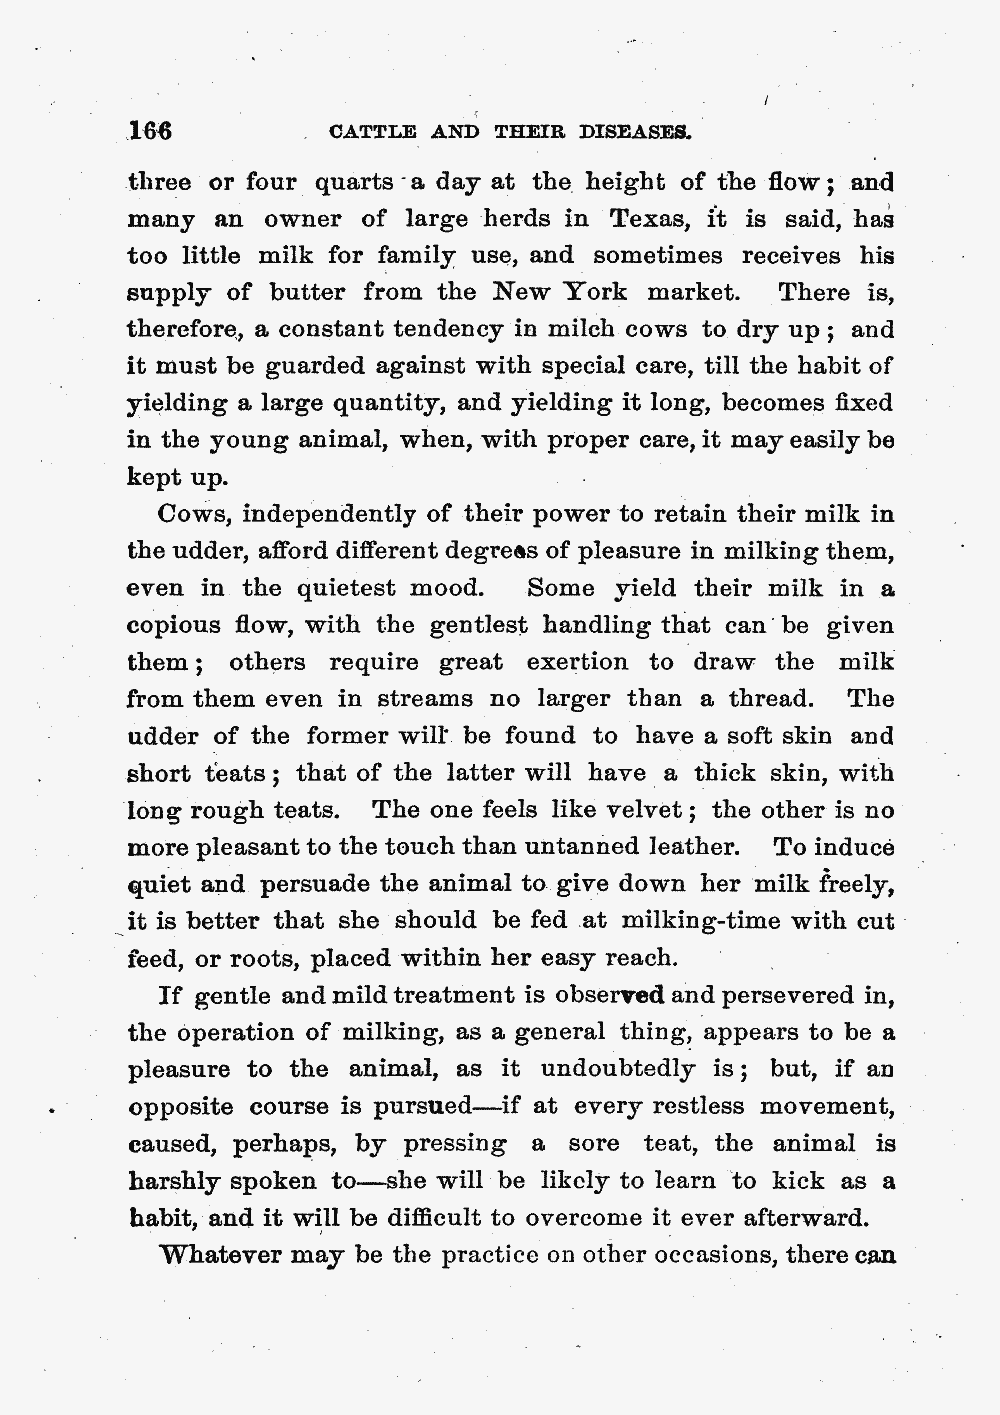 166 CATTLE AND THEIR DISEASES.
three or four quarts a day at the height of the flow; and
many an owner of large herds in Texas, it is said, has
too little milk for family use, and sometimes receives his
supply of butter from the New York market. There is,
therefore, a constant tendency in milch cows to dry up; and
it must be guarded against with special care, till the habit of
yielding a large quantity, and yielding it long, becomes fixed
in the young animal, when, with proper care, it may easily be
kept up.
Cows, independently of their power to retain their milk in
the udder, afford different degrees of pleasure in milking them,
even in the quietest mood. Some yield their milk in a
copious flow, with the gentlest handling that can be given
them; others require great exertion to draw the milk
from them even in streams no larger than a thread. The
udder of the former will be found to have a soft skin and
short teats; that of the latter will have a thick skin, with
long rough teats. The one feels like velvet; the other is no
more pleasant to the touch than untanned leather. To induce
quiet and persuade the animal to give down her milk freely,
it is better that she should be fed at milking-time with cut
feed, or roots, placed within her easy reach.
If gentle and mild treatment is observed and persevered in,
the operation of milking, as a general thing, appears to be a
pleasure to the animal, as it undoubtedly is; but, if an
opposite course is pursued—if at every restless movement,
caused, perhaps, by pressing a sore teat, the animal is
harshly spoken to—she will be likely to learn to kick as a
habit, and it will be difficult to overcome it ever afterward.
Whatever may be the practice on other occasions, there can